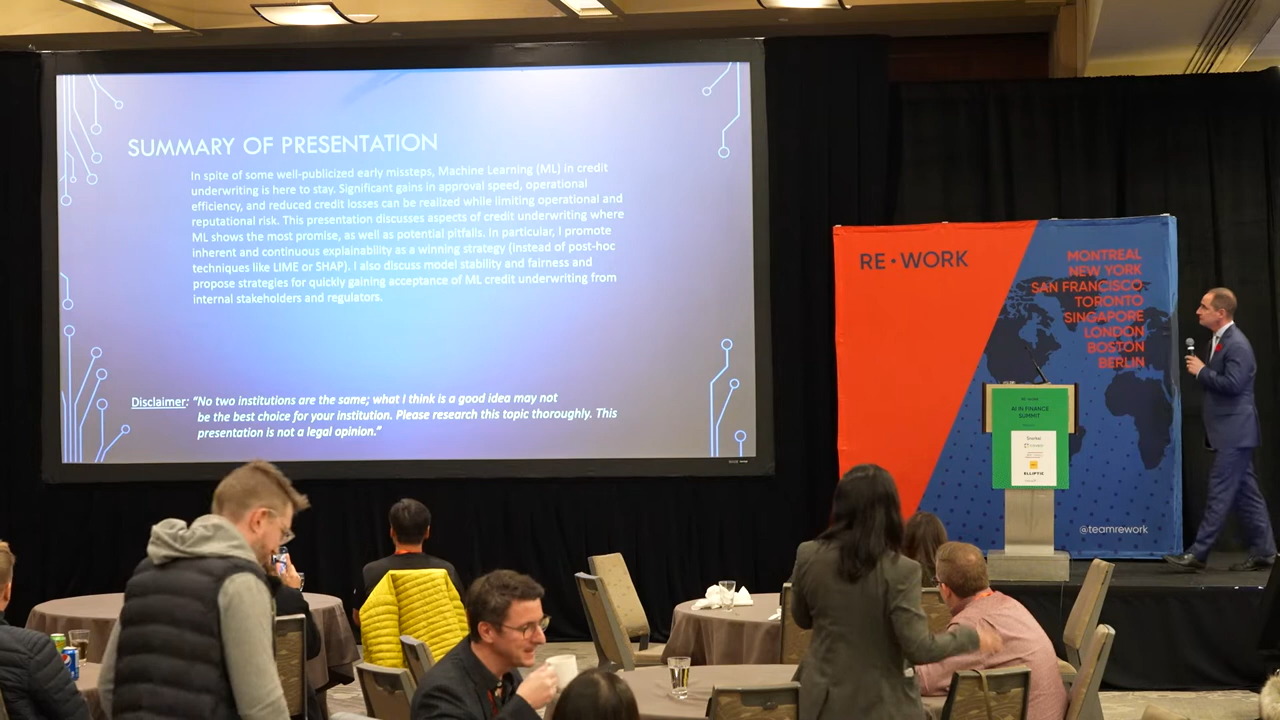 SUMMARY OF PRESENTATION
In spite of some well-publicized early missteps, Machine Learning (ML) in credit
underwriting is here to stay. Significant gains in approval speed, operational
efficiency, and reduced credit losses can be realized while limiting operational and
reputational risk. This presentation discusses aspects of credit underwriting where
ML shows the most promise, as well as potential pitfalls. In particular, I promote
inherent and continuous explainability as a winning strategy (instead of post-hoc
techniques like LIME or SHAP). I also discuss model stability and fairness and
propose strategies for quickly gaining acceptance of ML credit underwriting from
internal stakeholders and regulators.
Disclaimer: “No two institutions are the same; what I think is a good idea may not
be the best choice for your institution. Please research this topic thoroughly. This
presentation is not a legal opinion.”
RE•WORK
MONTREAL
NEW YORK
SAN FRANCISCO
TORONTO
SINGAPORE
LONDON
BOSTON
BERLIN
@teamrework
RE•WORK
AI IN FINANCE
SUMMIT
ELLIPTIC